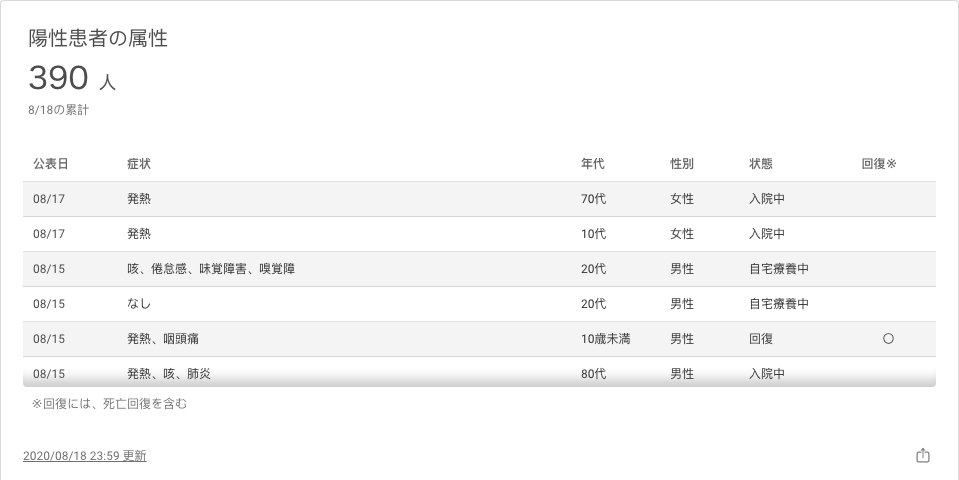 陽性患者の属性
390 人
8/18の累計
公表日 症状 年代 性別 状態 回復※
08/17 発熱 70代 女性 入院中
08/17 発熱 10代 女性 入院中
08/15 咳、倦怠感、味覚障害、嗅覚障 20代 男性 自宅療養中
08/15 なし 20代 男性 自宅療養中
08/15 発熱、咽頭痛 10歳未満 男性 回復 〇
08/15 発熱、咳、肺炎 80代 男性 入院中
※回復には、死亡回復を含む
2020/08/18 23:59 更新